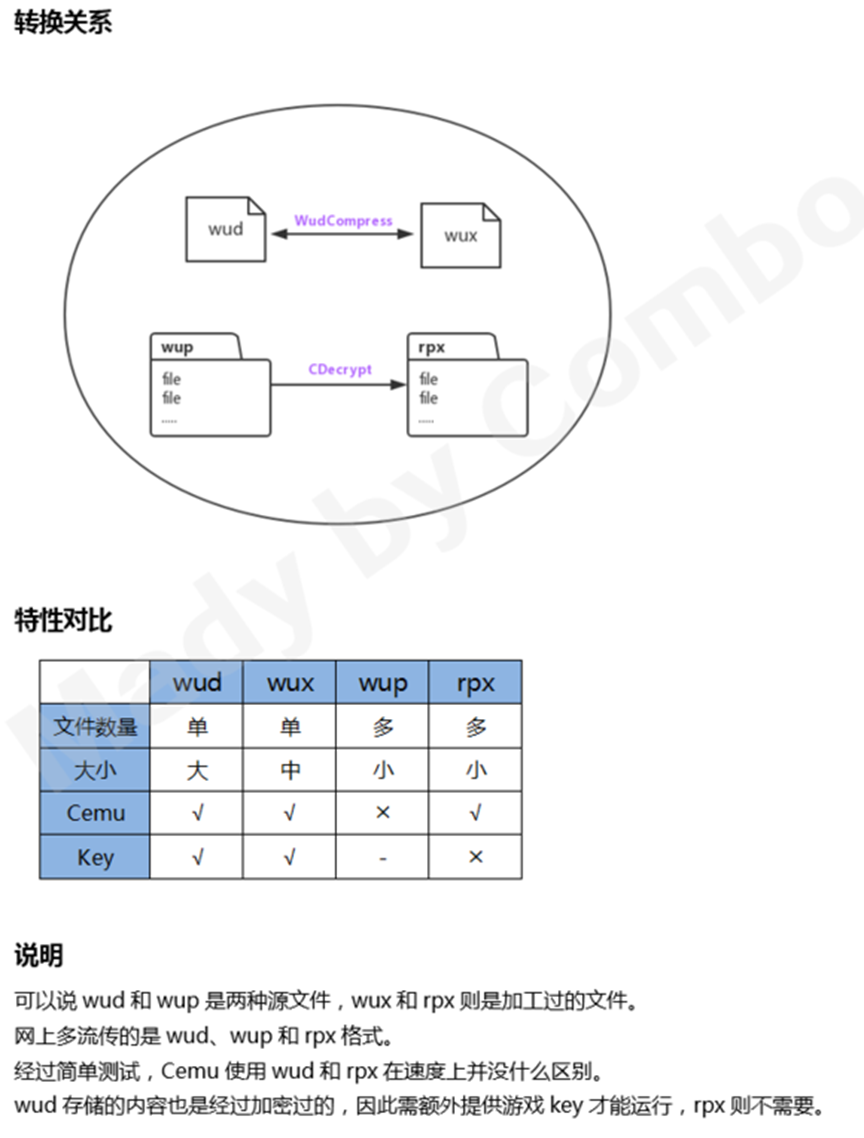 转换关系
wud
WudCompress
wux
wup
file
file
.....
CDecrypt
rpx
file
file
.....
特性对比
wud wux wup rpx
文件数量 单 单 多 多
大小 大 中 小 小
Cemu √ √ × √
Key √ √ - ×
说明
可以说 wud 和 wup 是两种源文件，wux 和 rpx 则是加工过的文件。
网上多流传的是 wud、wup 和 rpx 格式。
经过简单测试，Cemu 使用 wud 和 rpx 在速度上并没什么区别。
wud 存储的内容也是经过加密过的，因此需额外提供游戏 key 才能运行，rpx 则不需要。
Mady by Combo